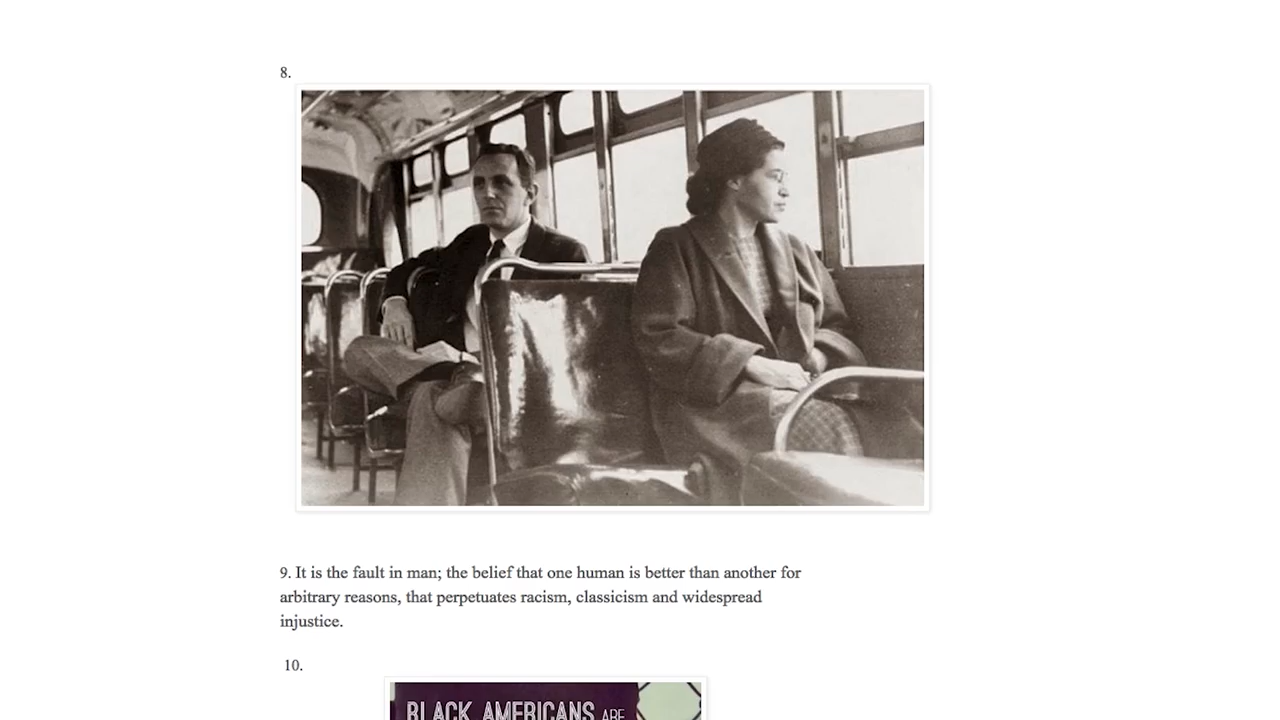 8.
9. It is the fault in man; the belief that one human is better than another for
arbitrary reasons, that perpetuates racism, classicism and widespread
injustice.
10.
BLACK AMERICANS ARE